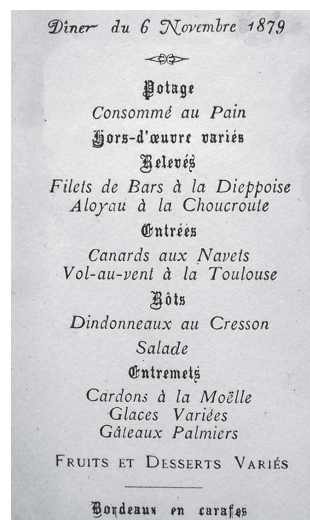 Dîner du 6 Novembre 1879
Potage
Consommé au Pain
Hors-d'œuvre variés
Relevés
Filets de Bars à la Dieppoise
Aloyau à la Choucroute
Entrées
Canards aux Navets
Vol-au-vent à la Toulouse
Rôts
Dindonneaux au Cresson
Salade
Entremets
Cardons à la Moëlle
Glaces Variées
Gâteaux Palmiers
FRUITS ET DESSERTS VARIÉS
Bordeaux en carafes